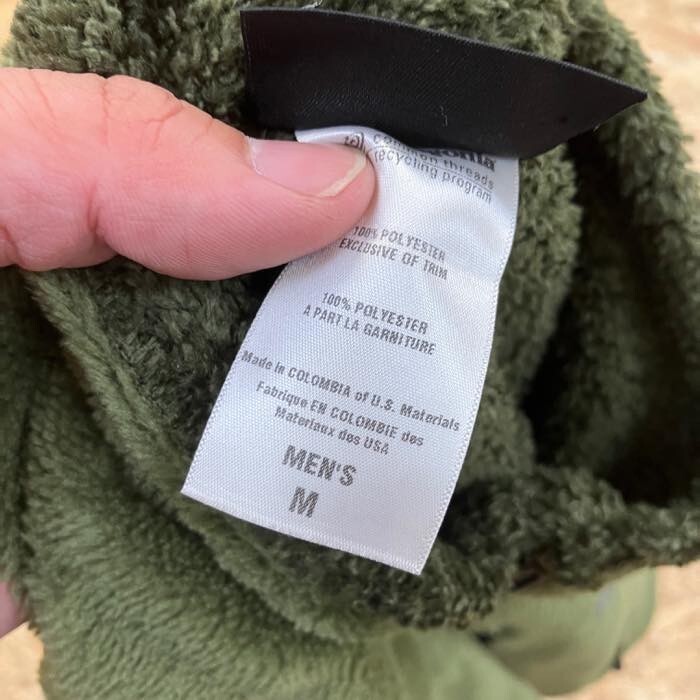 common threads
recycling program
100% POLYESTER
EXCLUSIVE OF TRIM
100% POLYESTER
A PART LA GARNITURE
Made in COLOMBIA of U.S. Materials
Fabrique EN COLOMBIE des
Materiaux des USA
MEN'S
M